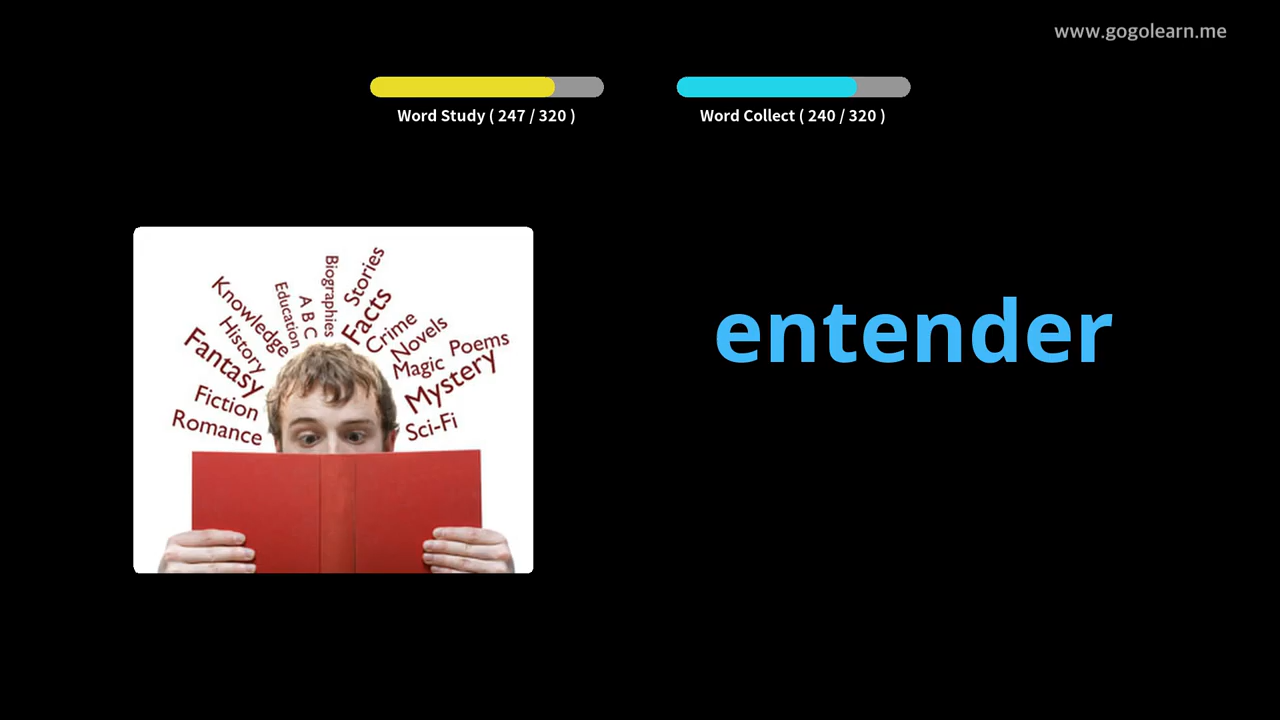 www.gogolearn.me
Word Study ( 247 / 320 )
Word Collect ( 240 / 320 )
entender
Romance
Fiction
Fantasy
History
Knowledge
Education
A B C
Biographies
Stories
Facts
Crime
Novels
Magic
Poems
Mystery
Sci-Fi